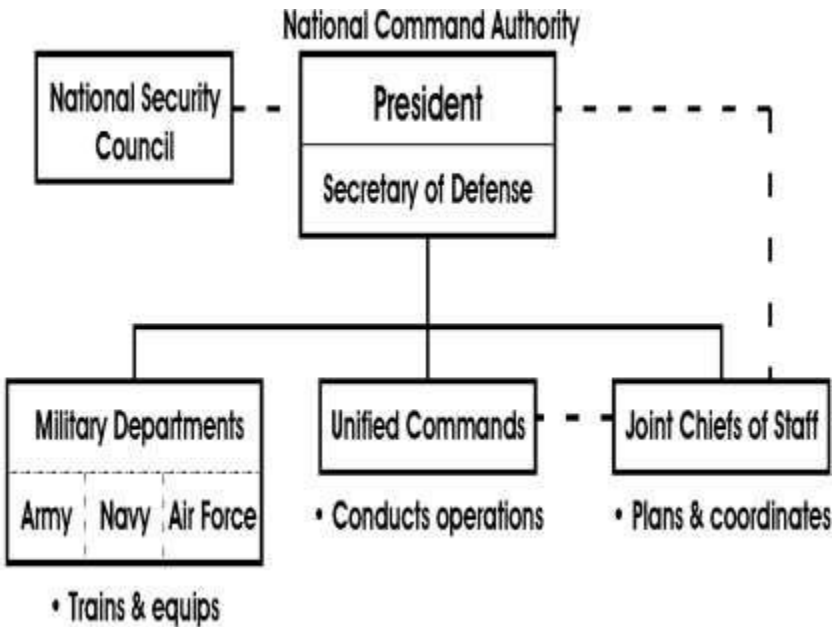 National Command Authority
National Security
Council
President
Secretary of Defense
Military Departments
Army Navy Air Force
• Trains & equips
Unified Commands
• Conducts operations
Joint Chiefs of Staff
• Plans & coordinates